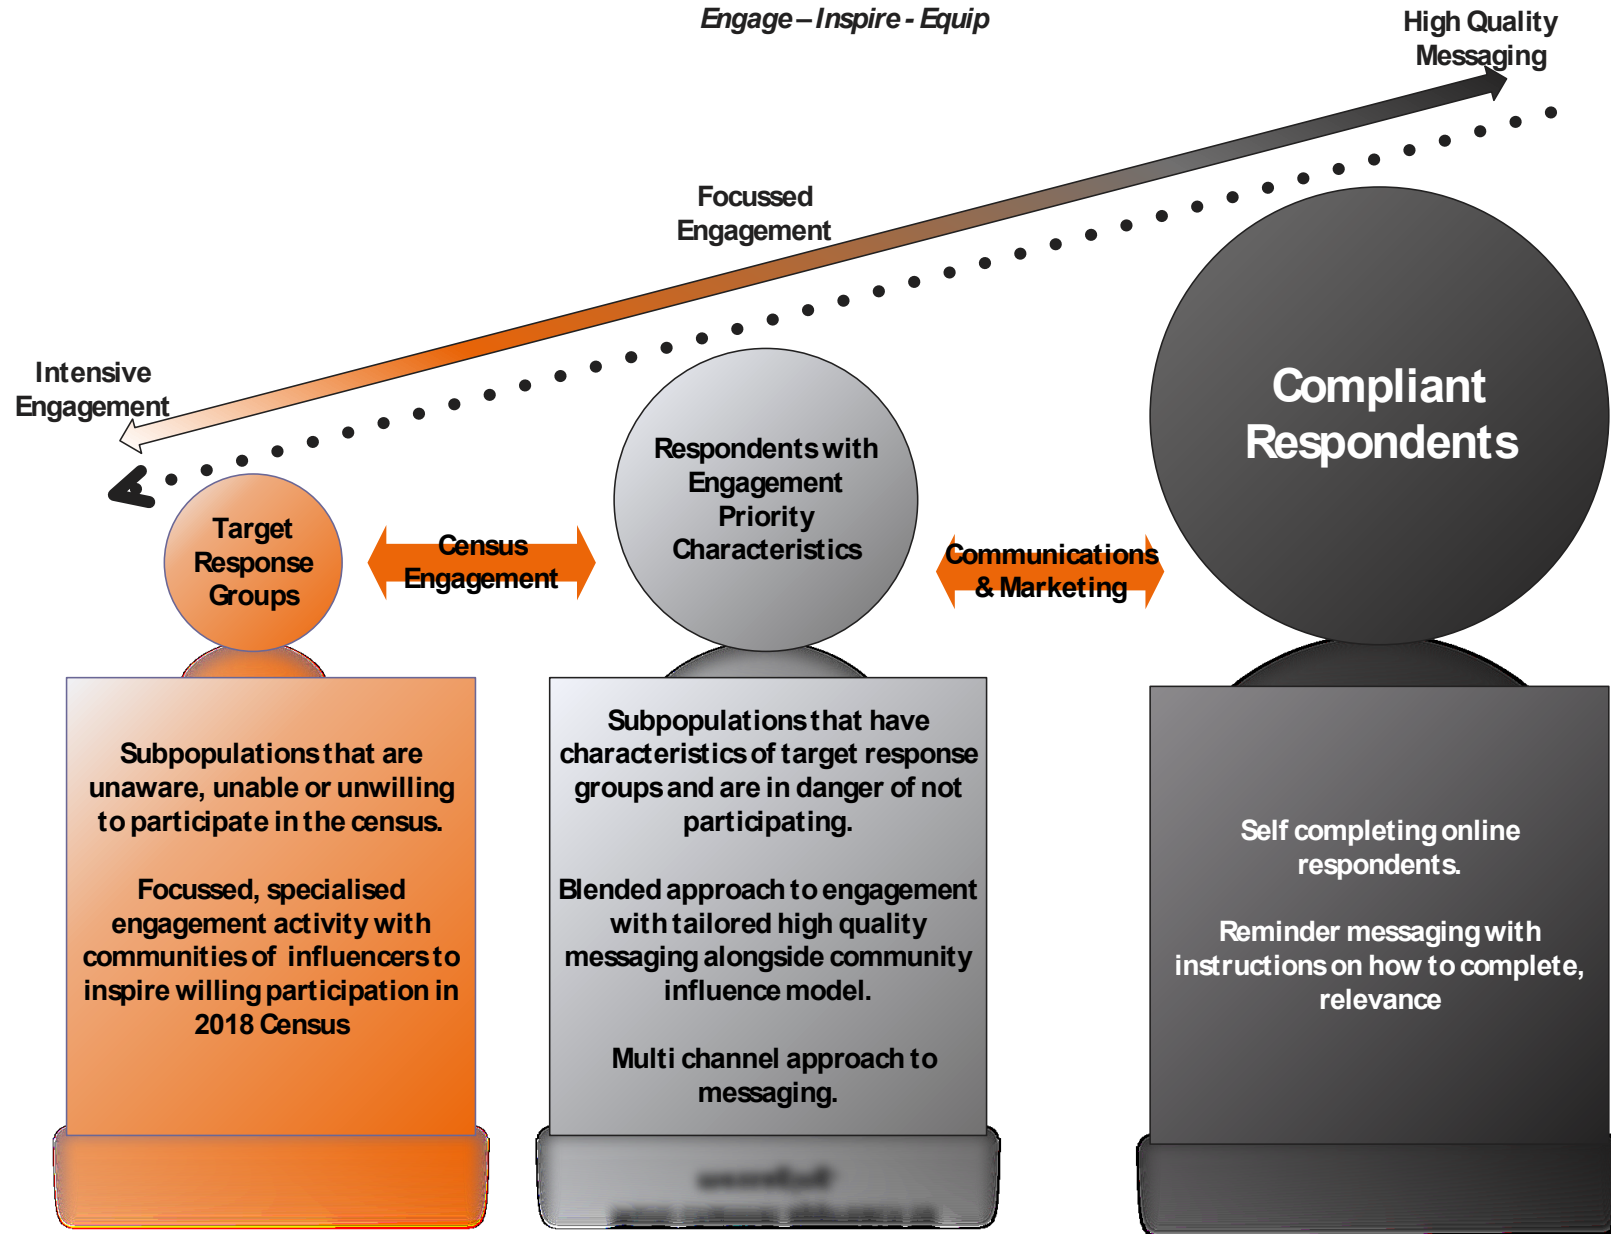 Engage – Inspire - Equip
High Quality
Messaging
Focussed
Engagement
Intensive
Engagement
Target
Response
Groups
Census
Engagement
Respondents with
Engagement
Priority
Characteristics
Communications
& Marketing
Compliant
Respondents
Subpopulations that are
unaware, unable or unwilling
to participate in the census.
Focussed, specialised
engagement activity with
communities of influencers to
inspire willing participation in
2018 Census
Subpopulations that have
characteristics of target response
groups and are in danger of not
participating.
Blended approach to engagement
with tailored high quality
messaging alongside community
influence model.
Multi channel approach to
messaging.
Self completing online
respondents.
Reminder messaging with
instructions on how to complete,
relevance